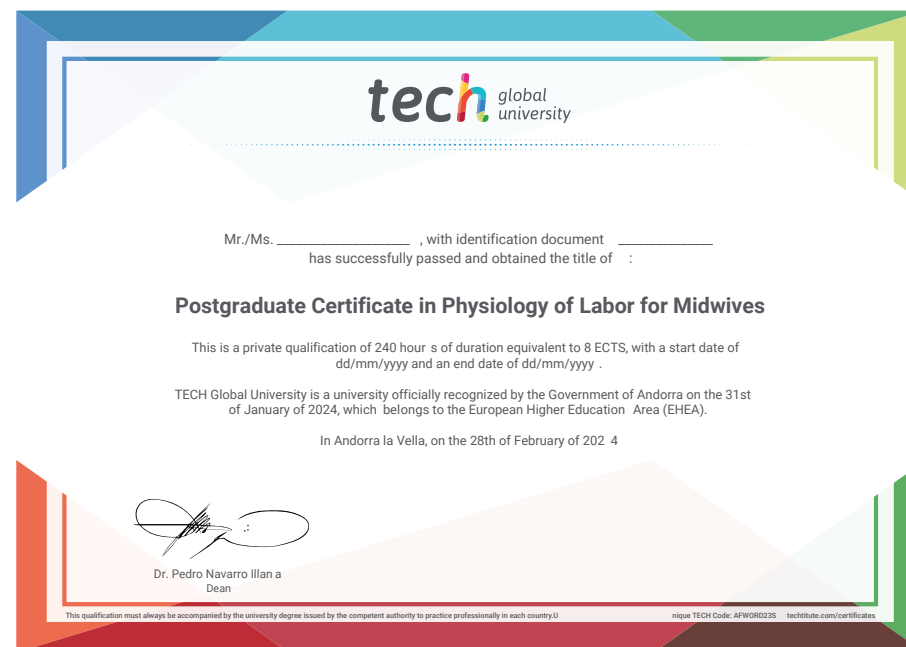 tech global university
Mr./Ms. _____________________ , with identification document _______________
has successfully passed and obtained the title of :
Postgraduate Certificate in Physiology of Labor for Midwives
This is a private qualification of 240 hour s of duration equivalent to 8 ECTS, with a start date of
dd/mm/yyyy and an end date of dd/mm/yyyy .
TECH Global University is a university officially recognized by the Government of Andorra on the 31st
of January of 2024, which belongs to the European Higher Education Area (EHEA).
In Andorra la Vella, on the 28th of February of 202 4
Dr. Pedro Navarro Illan a
Dean
This qualification must always be accompanied by the university degree issued by the competent authority to practice professionally in each country.U nique TECH Code: AFWORD23S techtitute.com/certificates